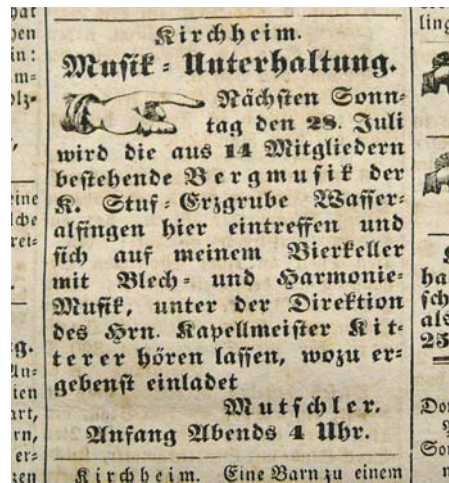 Kirchheim.
Musik-Unterhaltung.
Nächsten Sonn-
tag den 28. Juli
wird die aus 14 Mitgliedern
bestehende Bergmusik der
K. Stuf-Erzgrube Wasser-
alfingen hier eintreffen und
sich auf meinem Bierkeller
mit Blech- und Harmonie-
Musik, unter der Direktion
des Hrn. Kapellmeister Kit-
terer hören lassen, wozu er-
gebenst einladet
Mutschler.
Anfang Abends 4 Uhr.
Kirchheim. Eine Barn zu einem